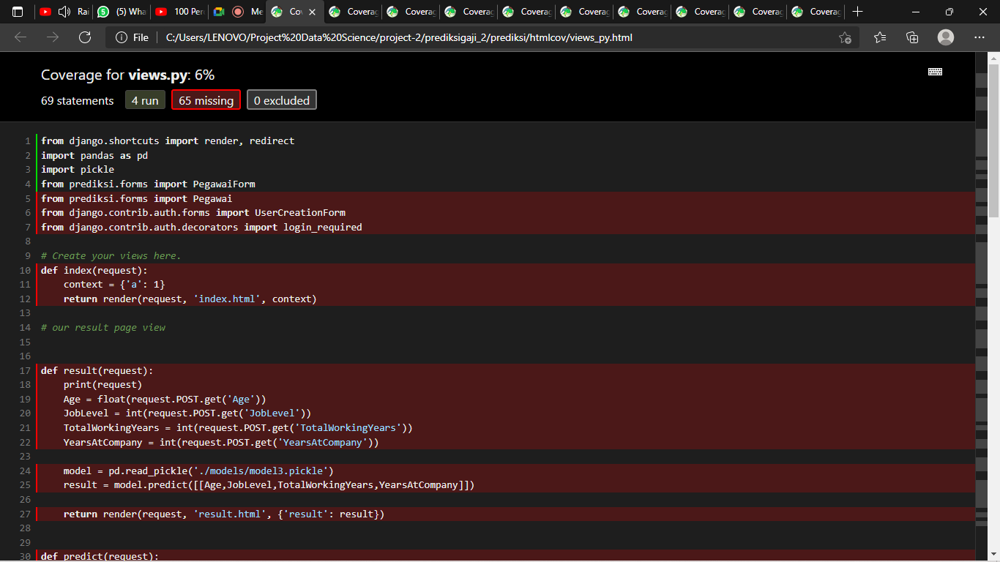 Rai
(5) Wha
100 Per
Me
Co
Coverag
Coverag
Coverag
Coverag
Coverag
Coverag
Coverag
Coverag
Coverag
File
C:/Users/LENOVO/Project%20Data%20Science/project-2/prediksigaji_2/prediksi/htmlcov/views_py.html
Coverage for views.py: 6%
69 statements 4 run 65 missing 0 excluded
1 from django.shortcuts import render, redirect
2 import pandas as pd
3 import pickle
4 from prediksi.forms import PegawaiForm
5 from prediksi.forms import Pegawai
6 from django.contrib.auth.forms import UserCreationForm
7 from django.contrib.auth.decorators import login_required
8
9 # Create your views here.
10 def index(request):
11 context = {'a': 1}
12 return render(request, 'index.html', context)
13
14 # our result page view
15
16
17 def result(request):
18 print(request)
19 Age = float(request.POST.get('Age'))
20 JobLevel = int(request.POST.get('JobLevel'))
21 TotalWorkingYears = int(request.POST.get('TotalWorkingYears'))
22 YearsAtCompany = int(request.POST.get('YearsAtCompany'))
23
24 model = pd.read_pickle('./models/model3.pickle')
25 result = model.predict([[Age,JobLevel,TotalWorkingYears,YearsAtCompany]])
26
27 return render(request, 'result.html', {'result': result})
28
29
30 def predict(request):